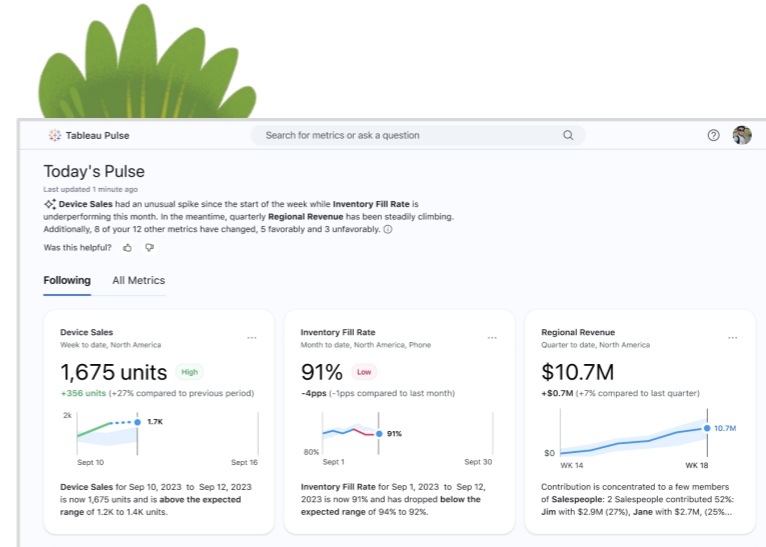 Tableau Pulse
Search for metrics or ask a question
Today's Pulse
Last updated 1 minute ago
Device Sales had an unusual spike since the start of the week while Inventory Fill Rate is
underperforming this month. In the meantime, quarterly Regional Revenue has been steadily climbing.
Additionally, 8 of your 12 other metrics have changed, 5 favorably and 3 unfavorably.
Was this helpful?
Following All Metrics
Device Sales
Week to date, North America
1,675 units High
+356 units (+27% compared to previous period)
2k
1.7K
Sept 10 Sept 16
Device Sales for Sep 10, 2023 to Sep 12, 2023
is now 1,675 units and is above the expected
range of 1.2K to 1.4K units.
Inventory Fill Rate
Month to date, North America, Phone
91% Low
-4pps (-1pps compared to last month)
91%
80%
Sept 1 Sept 30
Inventory Fill Rate for Sep 1, 2023 to Sep 12,
2023 is now 91% and has dropped below the
expected range of 94% to 92%.
Regional Revenue
Quarter to date, North America
$10.7M
+$0.7M (+7% compared to last quarter)
10.7M
$0
WK 14 WK 18
Contribution is concentrated to a few members
of Salespeople: 2 Salespeople contributed 52%:
Jim with $2.9M (27%), Jane with $2.7M, (25%...